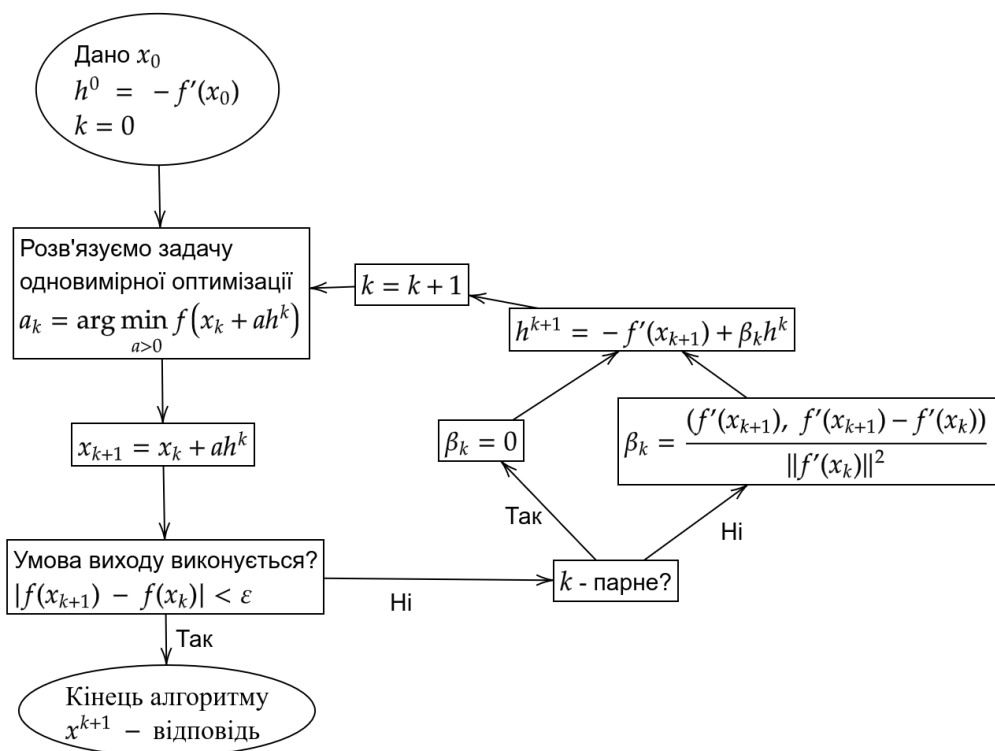 Дано x₀
h⁰ = − f′(x₀)
k = 0
Розв'язуємо задачу
одновимірної оптимізації
aₖ = arg min f(xₖ + ahᵏ)
a>0
xₖ₊₁ = xₖ + ahᵏ
Умова виходу виконується?
|f(xₖ₊₁) − f(xₖ)| < ε
Так
Кінець алгоритму
xᵏ⁺¹ − відповідь
Ні
k - парне?
Так
Ні
βₖ = 0
βₖ = (f′(xₖ₊₁), f′(xₖ₊₁) − f′(xₖ))
‖f′(xₖ)‖²
hᵏ⁺¹ = − f′(xₖ₊₁) + βₖhᵏ
k = k + 1